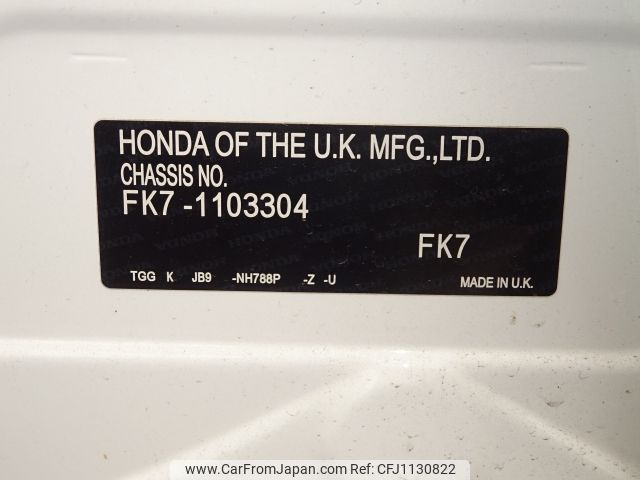 HONDA OF THE U.K. MFG.,LTD.
CHASSIS NO.
FK7 -1103304
FK7
TGG K JB9 -NH788P -Z -U MADE IN U.K.
www.CarFromJapan.com - CFJ1130822